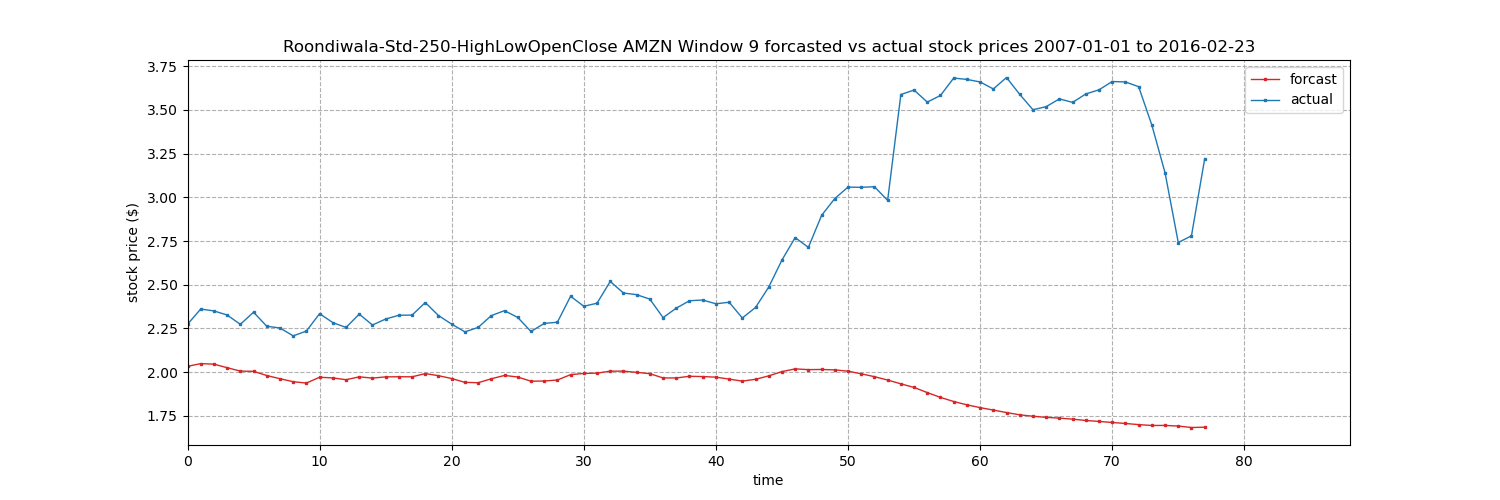 Roondiwala-Std-250-HighLowOpenClose AMZN Window 9 forcasted vs actual stock prices 2007-01-01 to 2016-02-23
forcast
actual
stock price ($)
3.75
3.50
3.25
3.00
2.75
2.50
2.25
2.00
1.75
0 10 20 30 40 50 60 70 80
time